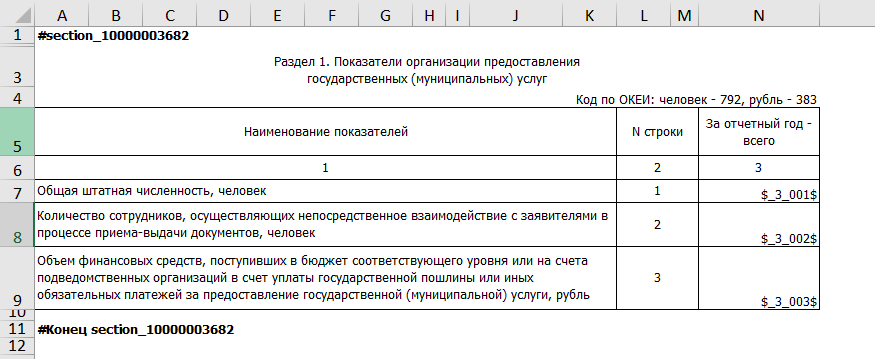 A B C D E F G H I J K L M N
1 #section_10000003682
3 Раздел 1. Показатели организации предоставления
государственных (муниципальных) услуг
4 Код по ОКЕИ: человек - 792, рубль - 383
5 Наименование показателей N строки За отчетный год -
всего
6 1 2 3
7 Общая штатная численность, человек 1 $_3_001$
8 Количество сотрудников, осуществляющих непосредственное взаимодействие с заявителями в
процессе приема-выдачи документов, человек 2 $_3_002$
9 Объем финансовых средств, поступивших в бюджет соответствующего уровня или на счета
подведомственных организаций в счет уплаты государственной пошлины или иных
обязательных платежей за предоставление государственной (муниципальной) услуги, рубль 3 $_3_003$
10
11 #Конец section_10000003682
12